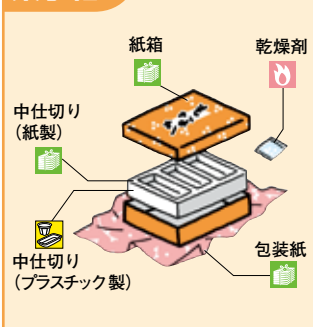 紙箱
乾燥剤
中仕切り
（紙製）
中仕切り
（プラスチック製）
包装紙